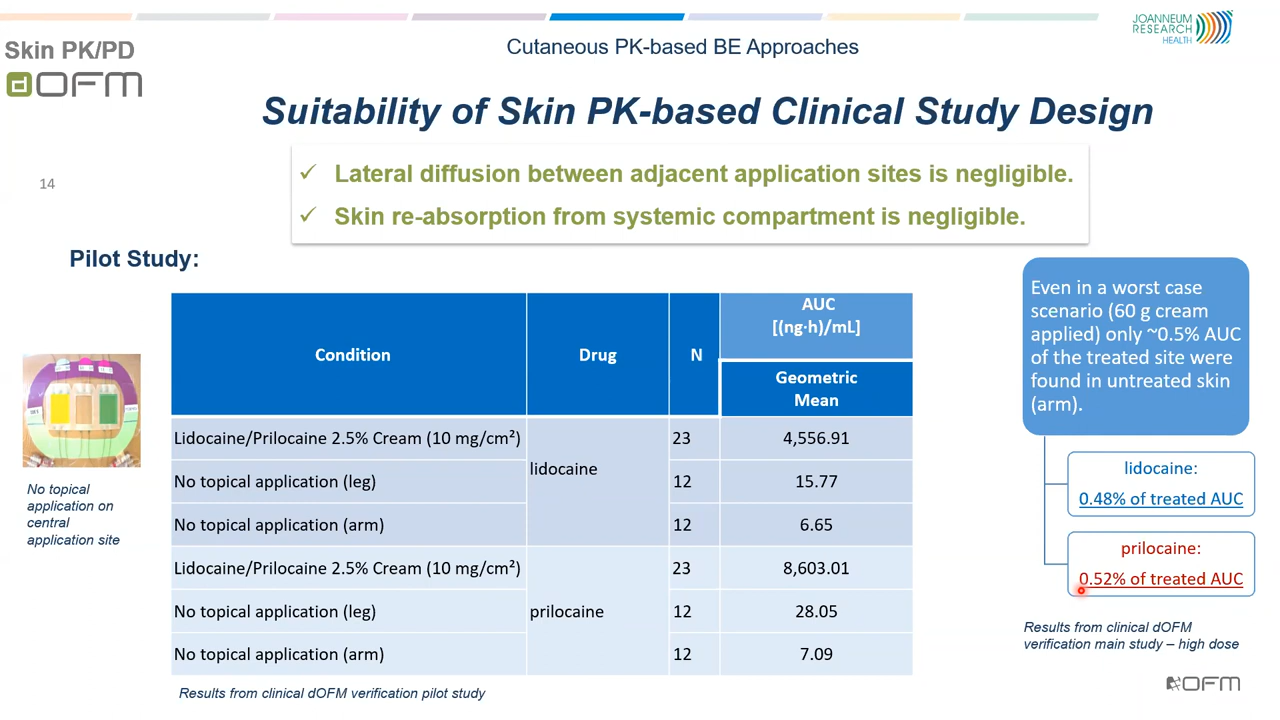 JOANNEUM
RESEARCH
HEALTH
Skin PK/PD
dOFM
Cutaneous PK-based BE Approaches
Suitability of Skin PK-based Clinical Study Design
14
✓ Lateral diffusion between adjacent application sites is negligible.
✓ Skin re-absorption from systemic compartment is negligible.
Pilot Study:
No topical
application on
central
application site
Condition Drug N AUC
[(ng·h)/mL]
Geometric
Mean
Lidocaine/Prilocaine 2.5% Cream (10 mg/cm²) lidocaine 23 4,556.91
No topical application (leg) 12 15.77
No topical application (arm) 12 6.65
Lidocaine/Prilocaine 2.5% Cream (10 mg/cm²) prilocaine 23 8,603.01
No topical application (leg) 12 28.05
No topical application (arm) 12 7.09
Results from clinical dOFM verification pilot study
Even in a worst case
scenario (60 g cream
applied) only ~0.5% AUC
of the treated site were
found in untreated skin
(arm).
lidocaine:
0.48% of treated AUC
prilocaine:
0.52% of treated AUC
Results from clinical dOFM
verification main study – high dose
OFM